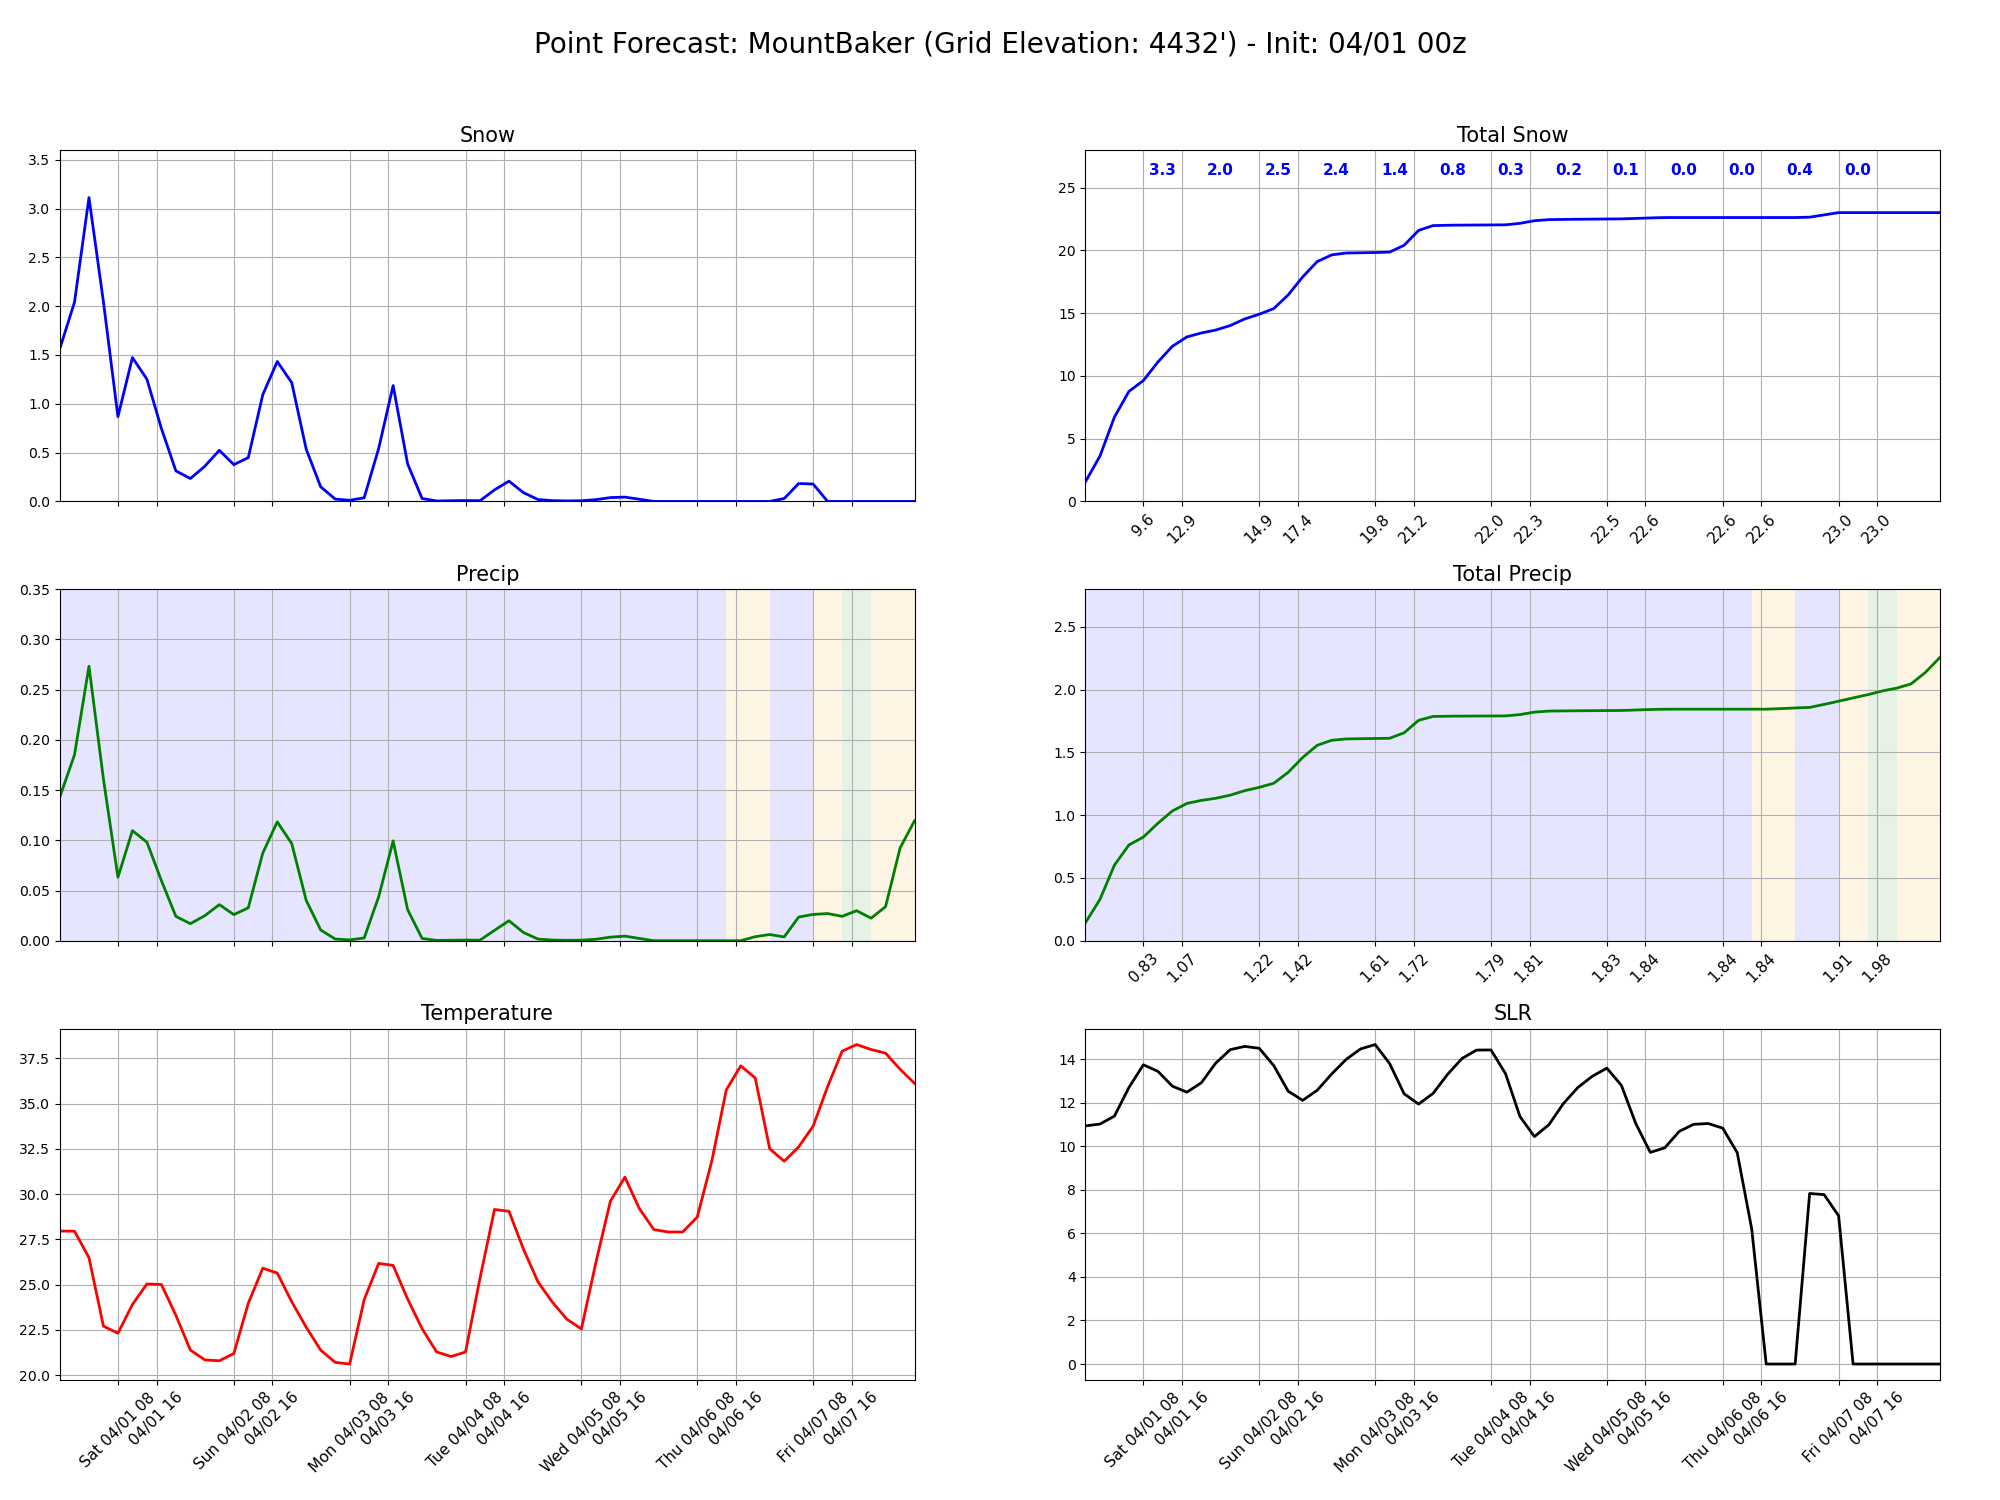 Point Forecast: MountBaker (Grid Elevation: 4432') - Init: 04/01 00z
Snow
3.5
3.0
2.5
2.0
1.5
1.0
0.5
0.0
Total Snow
3.3 2.0 2.5 2.4 1.4 0.8 0.3 0.2 0.1 0.0 0.0 0.4 0.0
25
20
15
10
5
0
9.6 12.9 14.9 17.4 19.8 21.2 22.0 22.3 22.5 22.6 22.6 22.6 23.0 23.0
Precip
0.35
0.30
0.25
0.20
0.15
0.10
0.05
0.00
Total Precip
2.5
2.0
1.5
1.0
0.5
0.0
0.83 1.07 1.22 1.42 1.61 1.72 1.79 1.81 1.83 1.84 1.84 1.84 1.91 1.98
Temperature
37.5
35.0
32.5
30.0
27.5
25.0
22.5
20.0
Sat 04/01 08
04/01 16
Sun 04/02 08
04/02 16
Mon 04/03 08
04/03 16
Tue 04/04 08
04/04 16
Wed 04/05 08
04/05 16
Thu 04/06 08
04/06 16
Fri 04/07 08
04/07 16
SLR
14
12
10
8
6
4
2
0
Sat 04/01 08
04/01 16
Sun 04/02 08
04/02 16
Mon 04/03 08
04/03 16
Tue 04/04 08
04/04 16
Wed 04/05 08
04/05 16
Thu 04/06 08
04/06 16
Fri 04/07 08
04/07 16